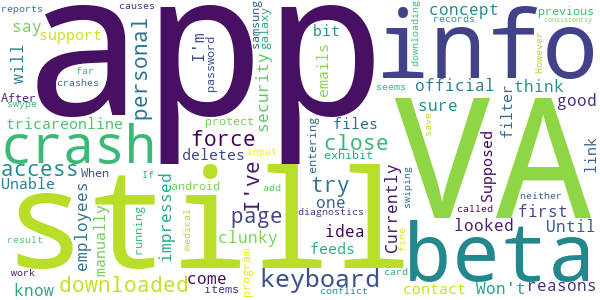 app
info
VA
still
beta
crash
causes
reports
say
support
will
personal
I'm
password
samsung
galaxy
security
bit
emails
concept
records
previous
downloading
seems
However
consistently
After
far
crashes
swype
tricareonline
official
think
sure
filter
good
link
access
Unable
When
If
force
deletes
protect
files
close
entering
exhibit
Supposed
neither
save
employees
manually
running
impressed
android
I've
input
try
one
page
add
idea
diagnostics
Currently
swiping
called
looked
first
Until
result
medical
clunky
feeds
fine
work
know
downloaded
come
items
program
keyboard
conflict
card
contact
Won't
reasons